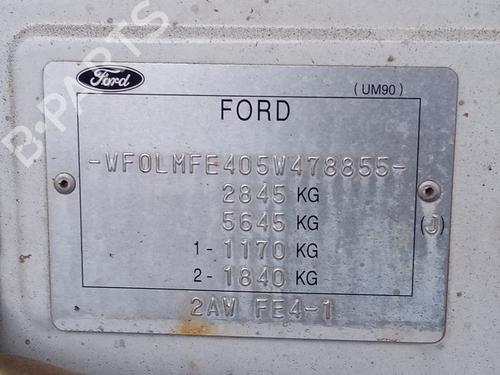 Ford
(UM90)
FORD
-WF0LMFE405W478855-
2845 KG
5645 KG
(J)
1- 1170 KG
2- 1840 KG
2AW FE4-1
B-PARTS